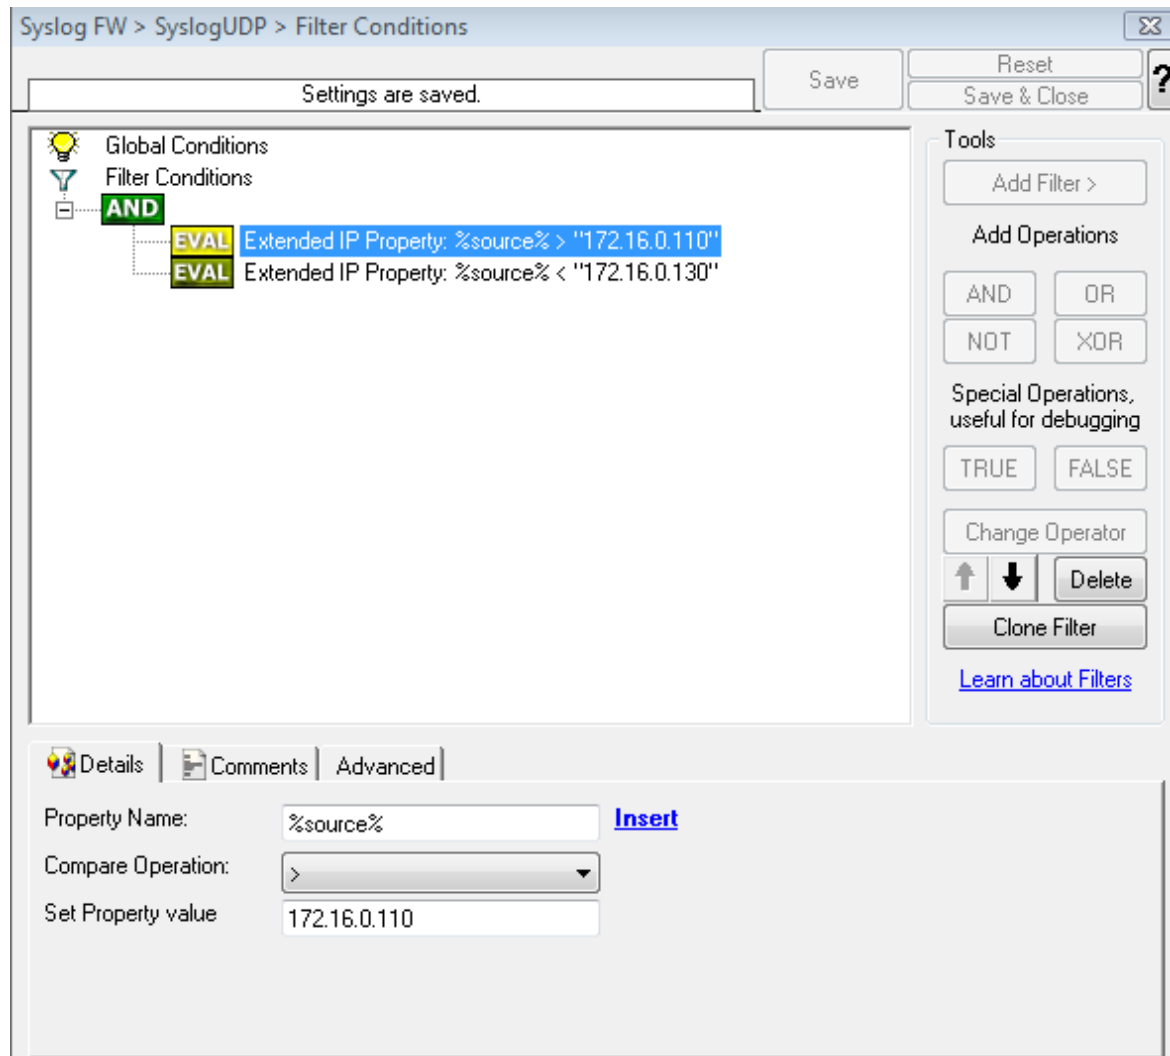 Syslog FW > SyslogUDP > Filter Conditions
Settings are saved.
Save
Reset
Save & Close
?
Global Conditions
Filter Conditions
AND
EVAL Extended IP Property: %source% > "172.16.0.110"
EVAL Extended IP Property: %source% < "172.16.0.130"
Tools
Add Filter >
Add Operations
AND OR
NOT XOR
Special Operations,
useful for debugging
TRUE FALSE
Change Operator
Delete
Clone Filter
Learn about Filters
Details Comments Advanced
Property Name: %source% Insert
Compare Operation: >
Set Property value 172.16.0.110